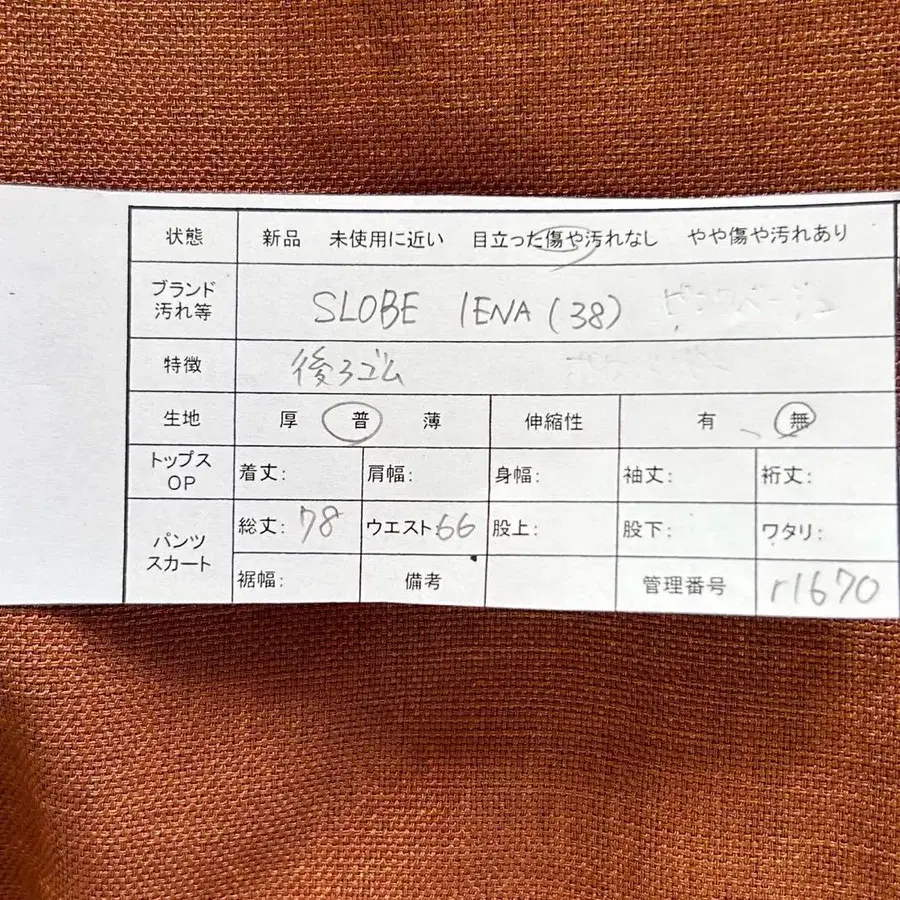 状態 新品 未使用に近い 目立った傷や汚れなし やや傷や汚れあり
ブランド
汚れ等 SLOBE IENA (38)
特徴 後ろゴム
生地 厚 普 薄 伸縮性 有 無
トップス
OP 着丈: 肩幅: 身幅: 袖丈: 裄丈:
パンツ
スカート 総丈: 78 ウエスト: 66 股上: 股下: ワタリ:
裾幅: 備考 管理番号 r1670